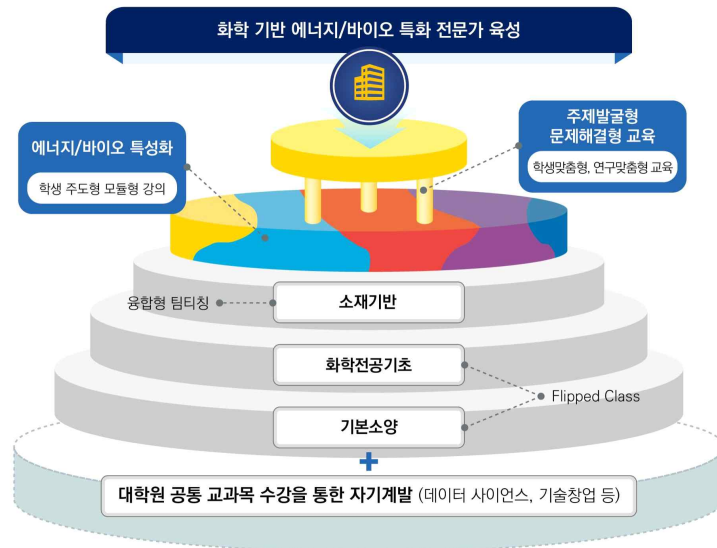 화학 기반 에너지/바이오 특화 전문가 육성
주제발굴형
문제해결형 교육
학생맞춤형, 연구맞춤형 교육
에너지/바이오 특성화
학생 주도형 모듈형 강의
융합형 팀티칭
소재기반
화학전공기초
Flipped Class
기본소양
+
대학원 공통 교과목 수강을 통한 자기계발 (데이터 사이언스, 기술창업 등)